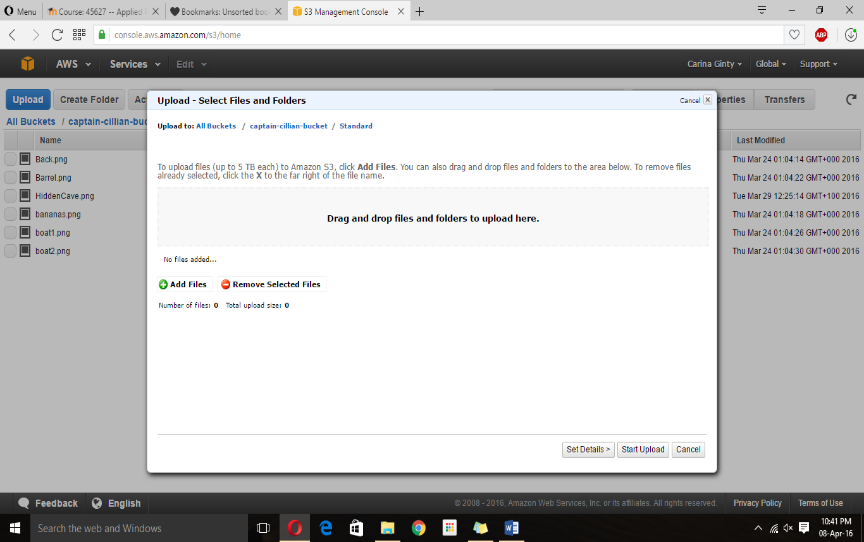 Menu
Course: 45627 -- Applied
Bookmarks: Unsorted boo
S3 Management Console
console.aws.amazon.com/s3/home
ABP
AWS
Services
Edit
Carina Ginty
Global
Support
Upload
Create Folder
Ac
perties
Transfers
All Buckets / captain-cillian-buc
Name
Last Modified
Back.png
Thu Mar 24 01:04:14 GMT+000 2016
Barrel.png
Thu Mar 24 01:04:22 GMT+000 2016
HiddenCave.png
Tue Mar 29 12:25:14 GMT+100 2016
bananas.png
Thu Mar 24 01:04:18 GMT+000 2016
boat1.png
Thu Mar 24 01:04:26 GMT+000 2016
boat2.png
Thu Mar 24 01:04:30 GMT+000 2016
Upload - Select Files and Folders
Cancel X
Upload to: All Buckets / captain-cillian-bucket / Standard
To upload files (up to 5 TB each) to Amazon S3, click Add Files. You can also drag and drop files and folders to the area below. To remove files
already selected, click the X to the far right of the file name.
Drag and drop files and folders to upload here.
No files added...
Add Files
Remove Selected Files
Number of files: 0 Total upload size: 0
Set Details >
Start Upload
Cancel
Feedback
English
© 2008 - 2016, Amazon Web Services, Inc. or its affiliates. All rights reserved.
Privacy Policy
Terms of Use
Search the web and Windows
10:41 PM
08-Apr-16